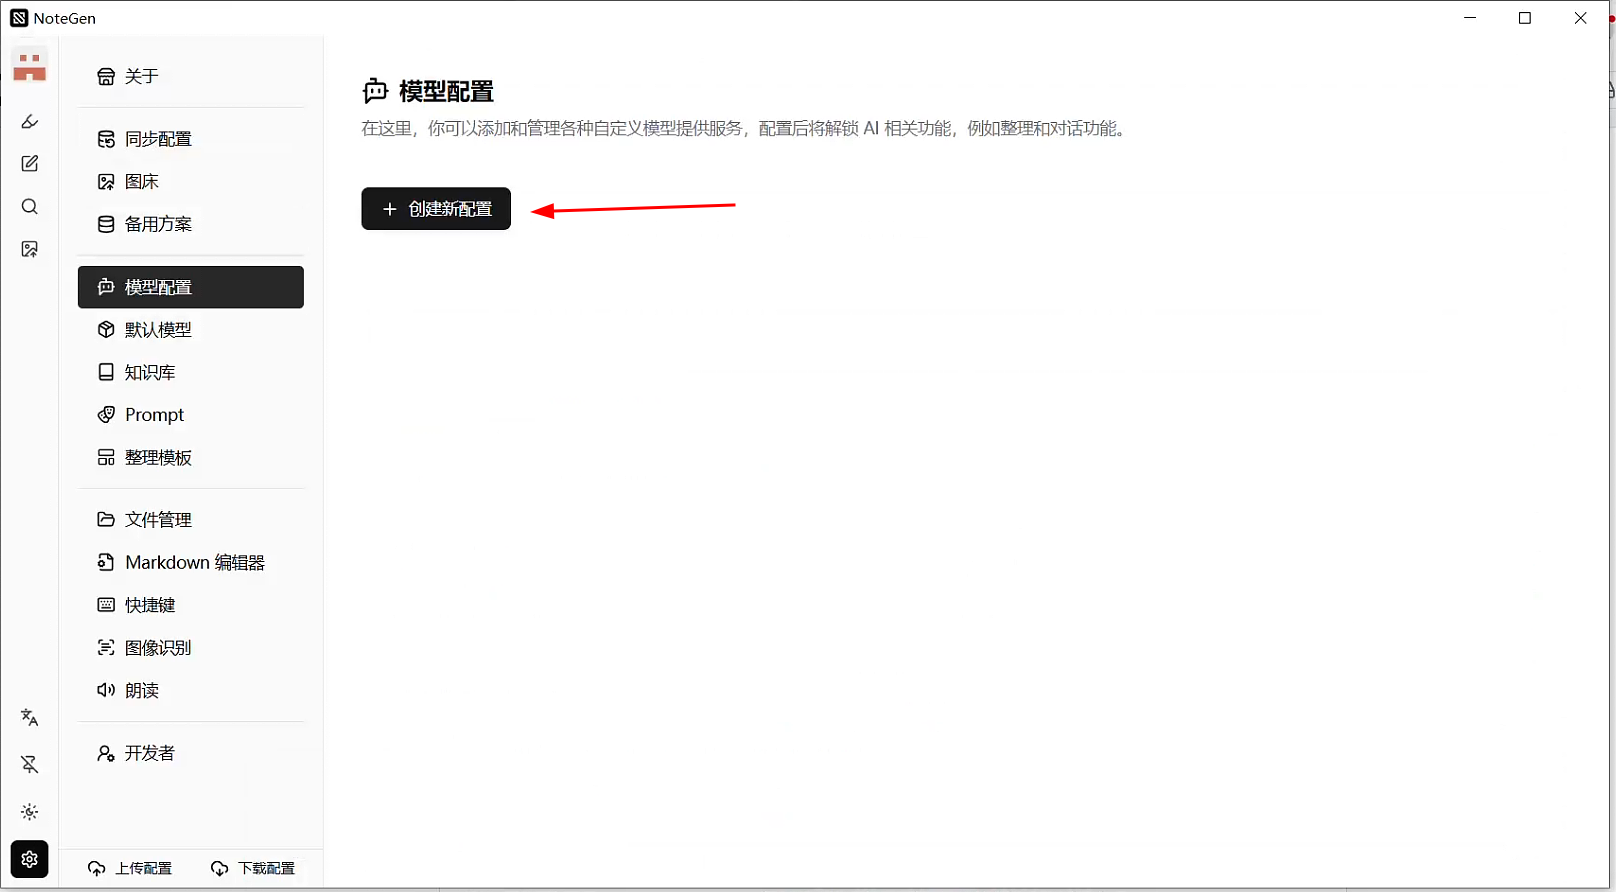 NoteGen
关于
同步配置
图床
备用方案
模型配置
默认模型
知识库
Prompt
整理模板
文件管理
Markdown 编辑器
快捷键
图像识别
朗读
开发者
上传配置
下载配置
模型配置
在这里，你可以添加和管理各种自定义模型提供服务，配置后将解锁 AI 相关功能，例如整理和对话功能。
创建新配置